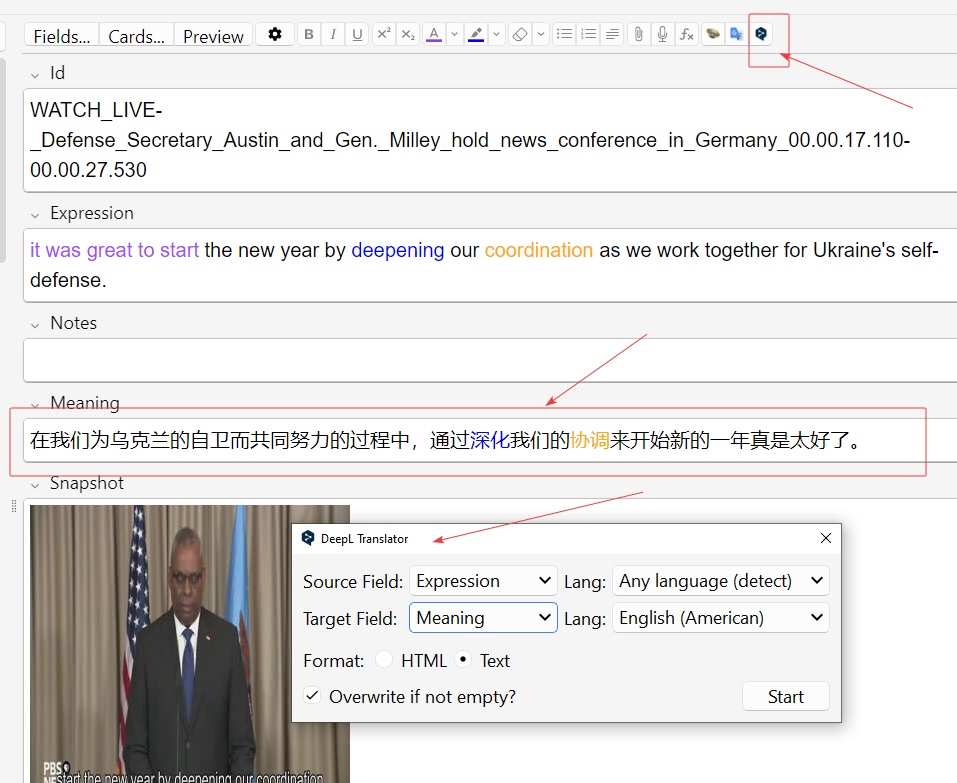 Fields... Cards... Preview B I U x² x₂ A fx
Id
WATCH_LIVE-
_Defense_Secretary_Austin_and_Gen._Milley_hold_news_conference_in_Germany_00.00.17.110-
00.00.27.530
Expression
it was great to start the new year by deepening our coordination as we work together for Ukraine's self-
defense.
Notes
Meaning
在我们为乌克兰的自卫而共同努力的过程中，通过深化我们的协调来开始新的一年真是太好了。
Snapshot
DeepL Translator
Source Field: Expression Lang: Any language (detect)
Target Field: Meaning Lang: English (American)
Format: HTML Text
Overwrite if not empty? Start
PBS
start the new year by deepening our coordination